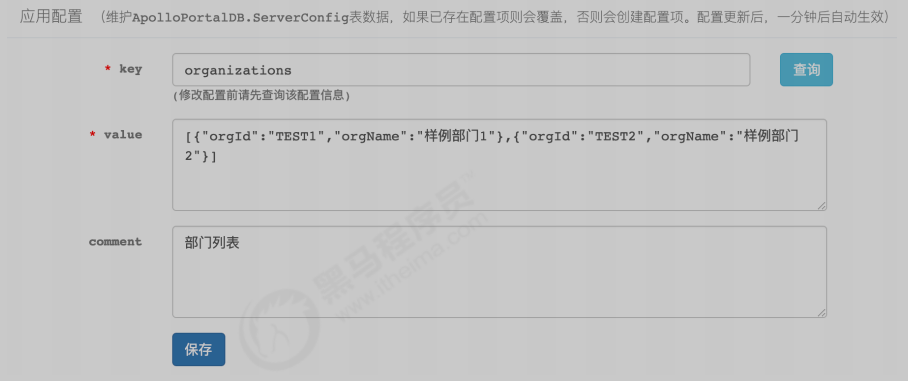 应用配置 (维护ApolloPortalDB.ServerConfig表数据，如果已存在配置项则会覆盖，否则会创建配置项。配置更新后，一分钟后自动生效)
* key organizations 查询
(修改配置前请先查询该配置信息)
* value [{"orgId":"TEST1","orgName":"样例部门1"},{"orgId":"TEST2","orgName":"样例部门
2"}]
comment 部门列表
黑马程序员
www.itheima.com
保存